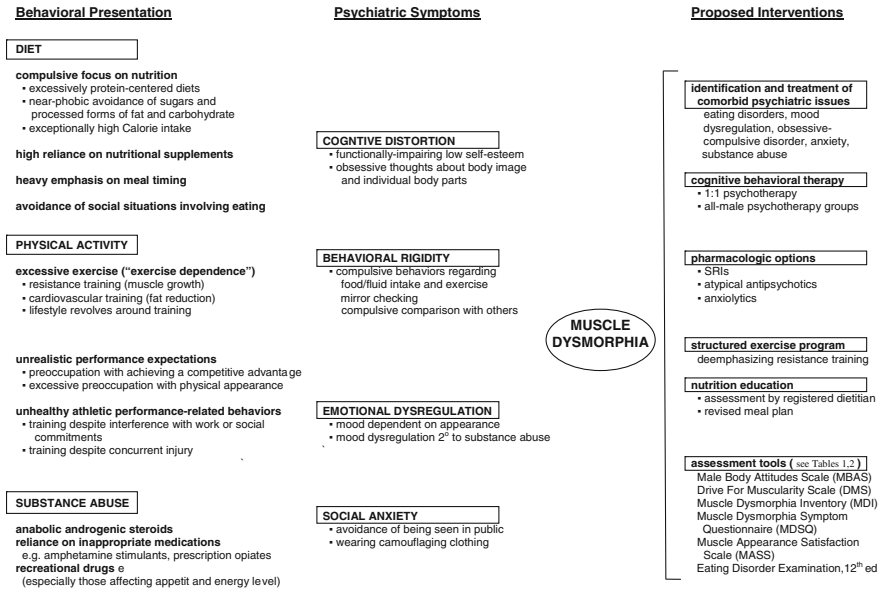 Behavioral Presentation
DIET
compulsive focus on nutrition
▪ excessively protein-centered diets
▪ near-phobic avoidance of sugars and
processed forms of fat and carbohydrate
▪ exceptionally high Calorie intake
high reliance on nutritional supplements
heavy emphasis on meal timing
avoidance of social situations involving eating
PHYSICAL ACTIVITY
excessive exercise (“exercise dependence”)
▪ resistance training (muscle growth)
▪ cardiovascular training (fat reduction)
▪ lifestyle revolves around training
unrealistic performance expectations
▪ preoccupation with achieving a competitive advantage
▪ excessive preoccupation with physical appearance
unhealthy athletic performance-related behaviors
▪ training despite interference with work or social
commitments
▪ training despite concurrent injury
SUBSTANCE ABUSE
anabolic androgenic steroids
reliance on inappropriate medications
e.g. amphetamine stimulants, prescription opiates
recreational drugs e
(especially those affecting appetit and energy level)
Psychiatric Symptoms
COGNTIVE DISTORTION
▪ functionally-impairing low self-esteem
▪ obsessive thoughts about body image
and individual body parts
BEHAVIORAL RIGIDITY
▪ compulsive behaviors regarding
food/fluid intake and exercise
mirror checking
compulsive comparison with others
EMOTIONAL DYSREGULATION
▪ mood dependent on appearance
▪ mood dysregulation 2° to substance abuse
SOCIAL ANXIETY
▪ avoidance of being seen in public
▪ wearing camouflaging clothing
MUSCLE
DYSMORPHIA
Proposed Interventions
identification and treatment of
comorbid psychiatric issues
eating disorders, mood
dysregulation, obsessive-
compulsive disorder, anxiety,
substance abuse
cognitive behavioral therapy
▪ 1:1 psychotherapy
▪ all-male psychotherapy groups
pharmacologic options
▪ SRIs
▪ atypical antipsychotics
▪ anxiolytics
structured exercise program
deemphasizing resistance training
nutrition education
▪ assessment by registered dietitian
▪ revised meal plan
assessment tools ( see Tables 1,2 )
Male Body Attitudes Scale (MBAS)
Drive For Muscularity Scale (DMS)
Muscle Dysmorphia Inventory (MDI)
Muscle Dysmorphia Symptom
Questionnaire (MDSQ)
Muscle Appearance Satisfaction
Scale (MASS)
Eating Disorder Examination,12th ed